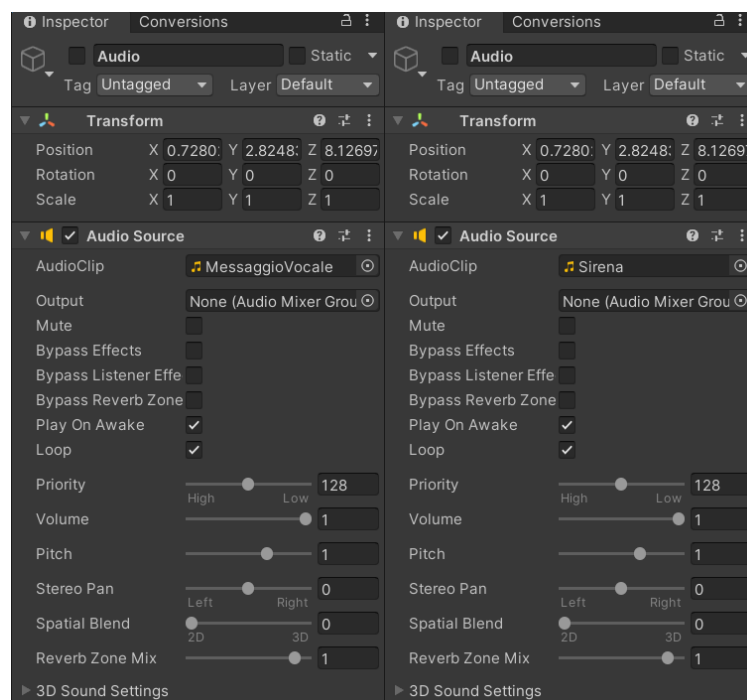 Inspector Conversions
Audio Static
Tag Untagged Layer Default
Transform
Position X 0.7280 Y 2.8248 Z 8.1269
Rotation X 0 Y 0 Z 0
Scale X 1 Y 1 Z 1
Audio Source
AudioClip MessaggioVocale
Output None (Audio Mixer Grou
Mute
Bypass Effects
Bypass Listener Effe
Bypass Reverb Zone
Play On Awake
Loop
Priority 128
High Low
Volume 1
Pitch 1
Stereo Pan 0
Left Right
Spatial Blend 0
2D 3D
Reverb Zone Mix 1
3D Sound Settings
Inspector Conversions
Audio Static
Tag Untagged Layer Default
Transform
Position X 0.7280 Y 2.8248 Z 8.1269
Rotation X 0 Y 0 Z 0
Scale X 1 Y 1 Z 1
Audio Source
AudioClip Sirena
Output None (Audio Mixer Grou
Mute
Bypass Effects
Bypass Listener Effe
Bypass Reverb Zone
Play On Awake
Loop
Priority 128
High Low
Volume 1
Pitch 1
Stereo Pan 0
Left Right
Spatial Blend 0
2D 3D
Reverb Zone Mix 1
3D Sound Settings